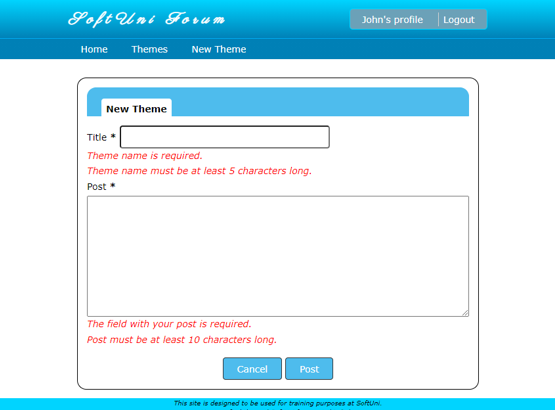 SoftUni Forum
John's profile Logout
Home Themes New Theme
New Theme
Title *
Theme name is required.
Theme name must be at least 5 characters long.
Post *
The field with your post is required.
Post must be at least 10 characters long.
Cancel Post
This site is designed to be used for training purposes at SoftUni.